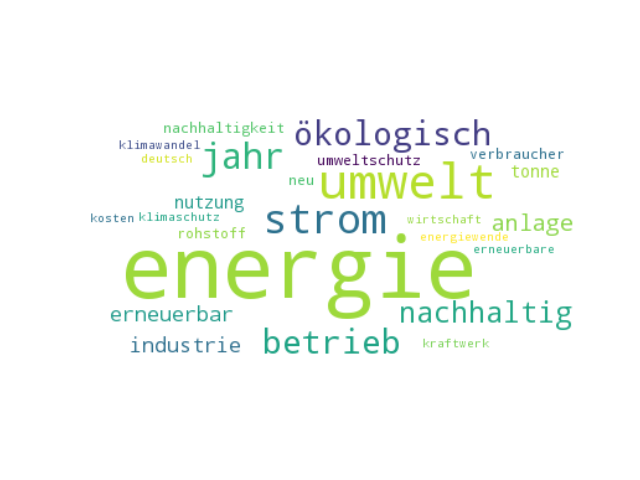 nachhaltigkeit ökologisch
klimawandel jahr umweltschutz verbraucher
deutsch neu umwelt tonne
nutzung
kosten klimaschutz strom wirtschaft anlage
rohstoff energiewende
energie erneuerbare
erneuerbar nachhaltig
industrie betrieb kraftwerk